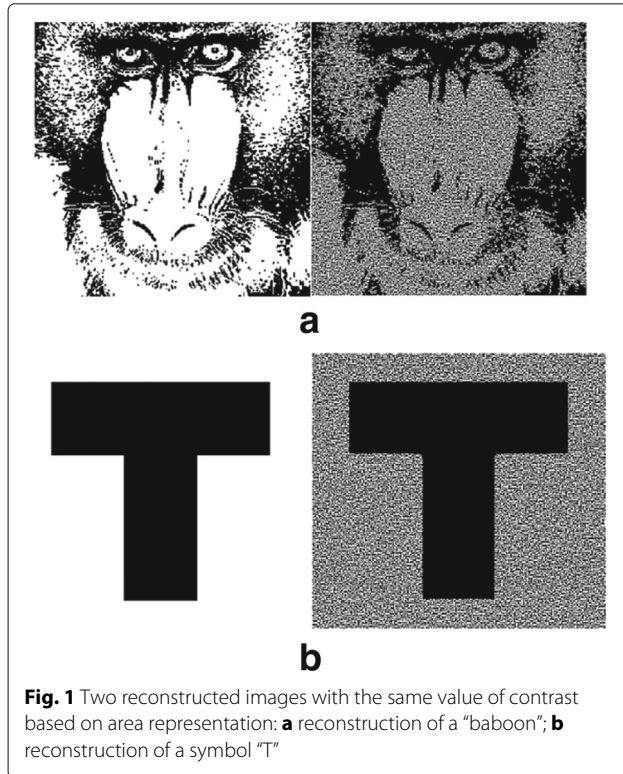 a
T T
b
Fig. 1 Two reconstructed images with the same value of contrast
based on area representation: a reconstruction of a “baboon”; b
reconstruction of a symbol “T”